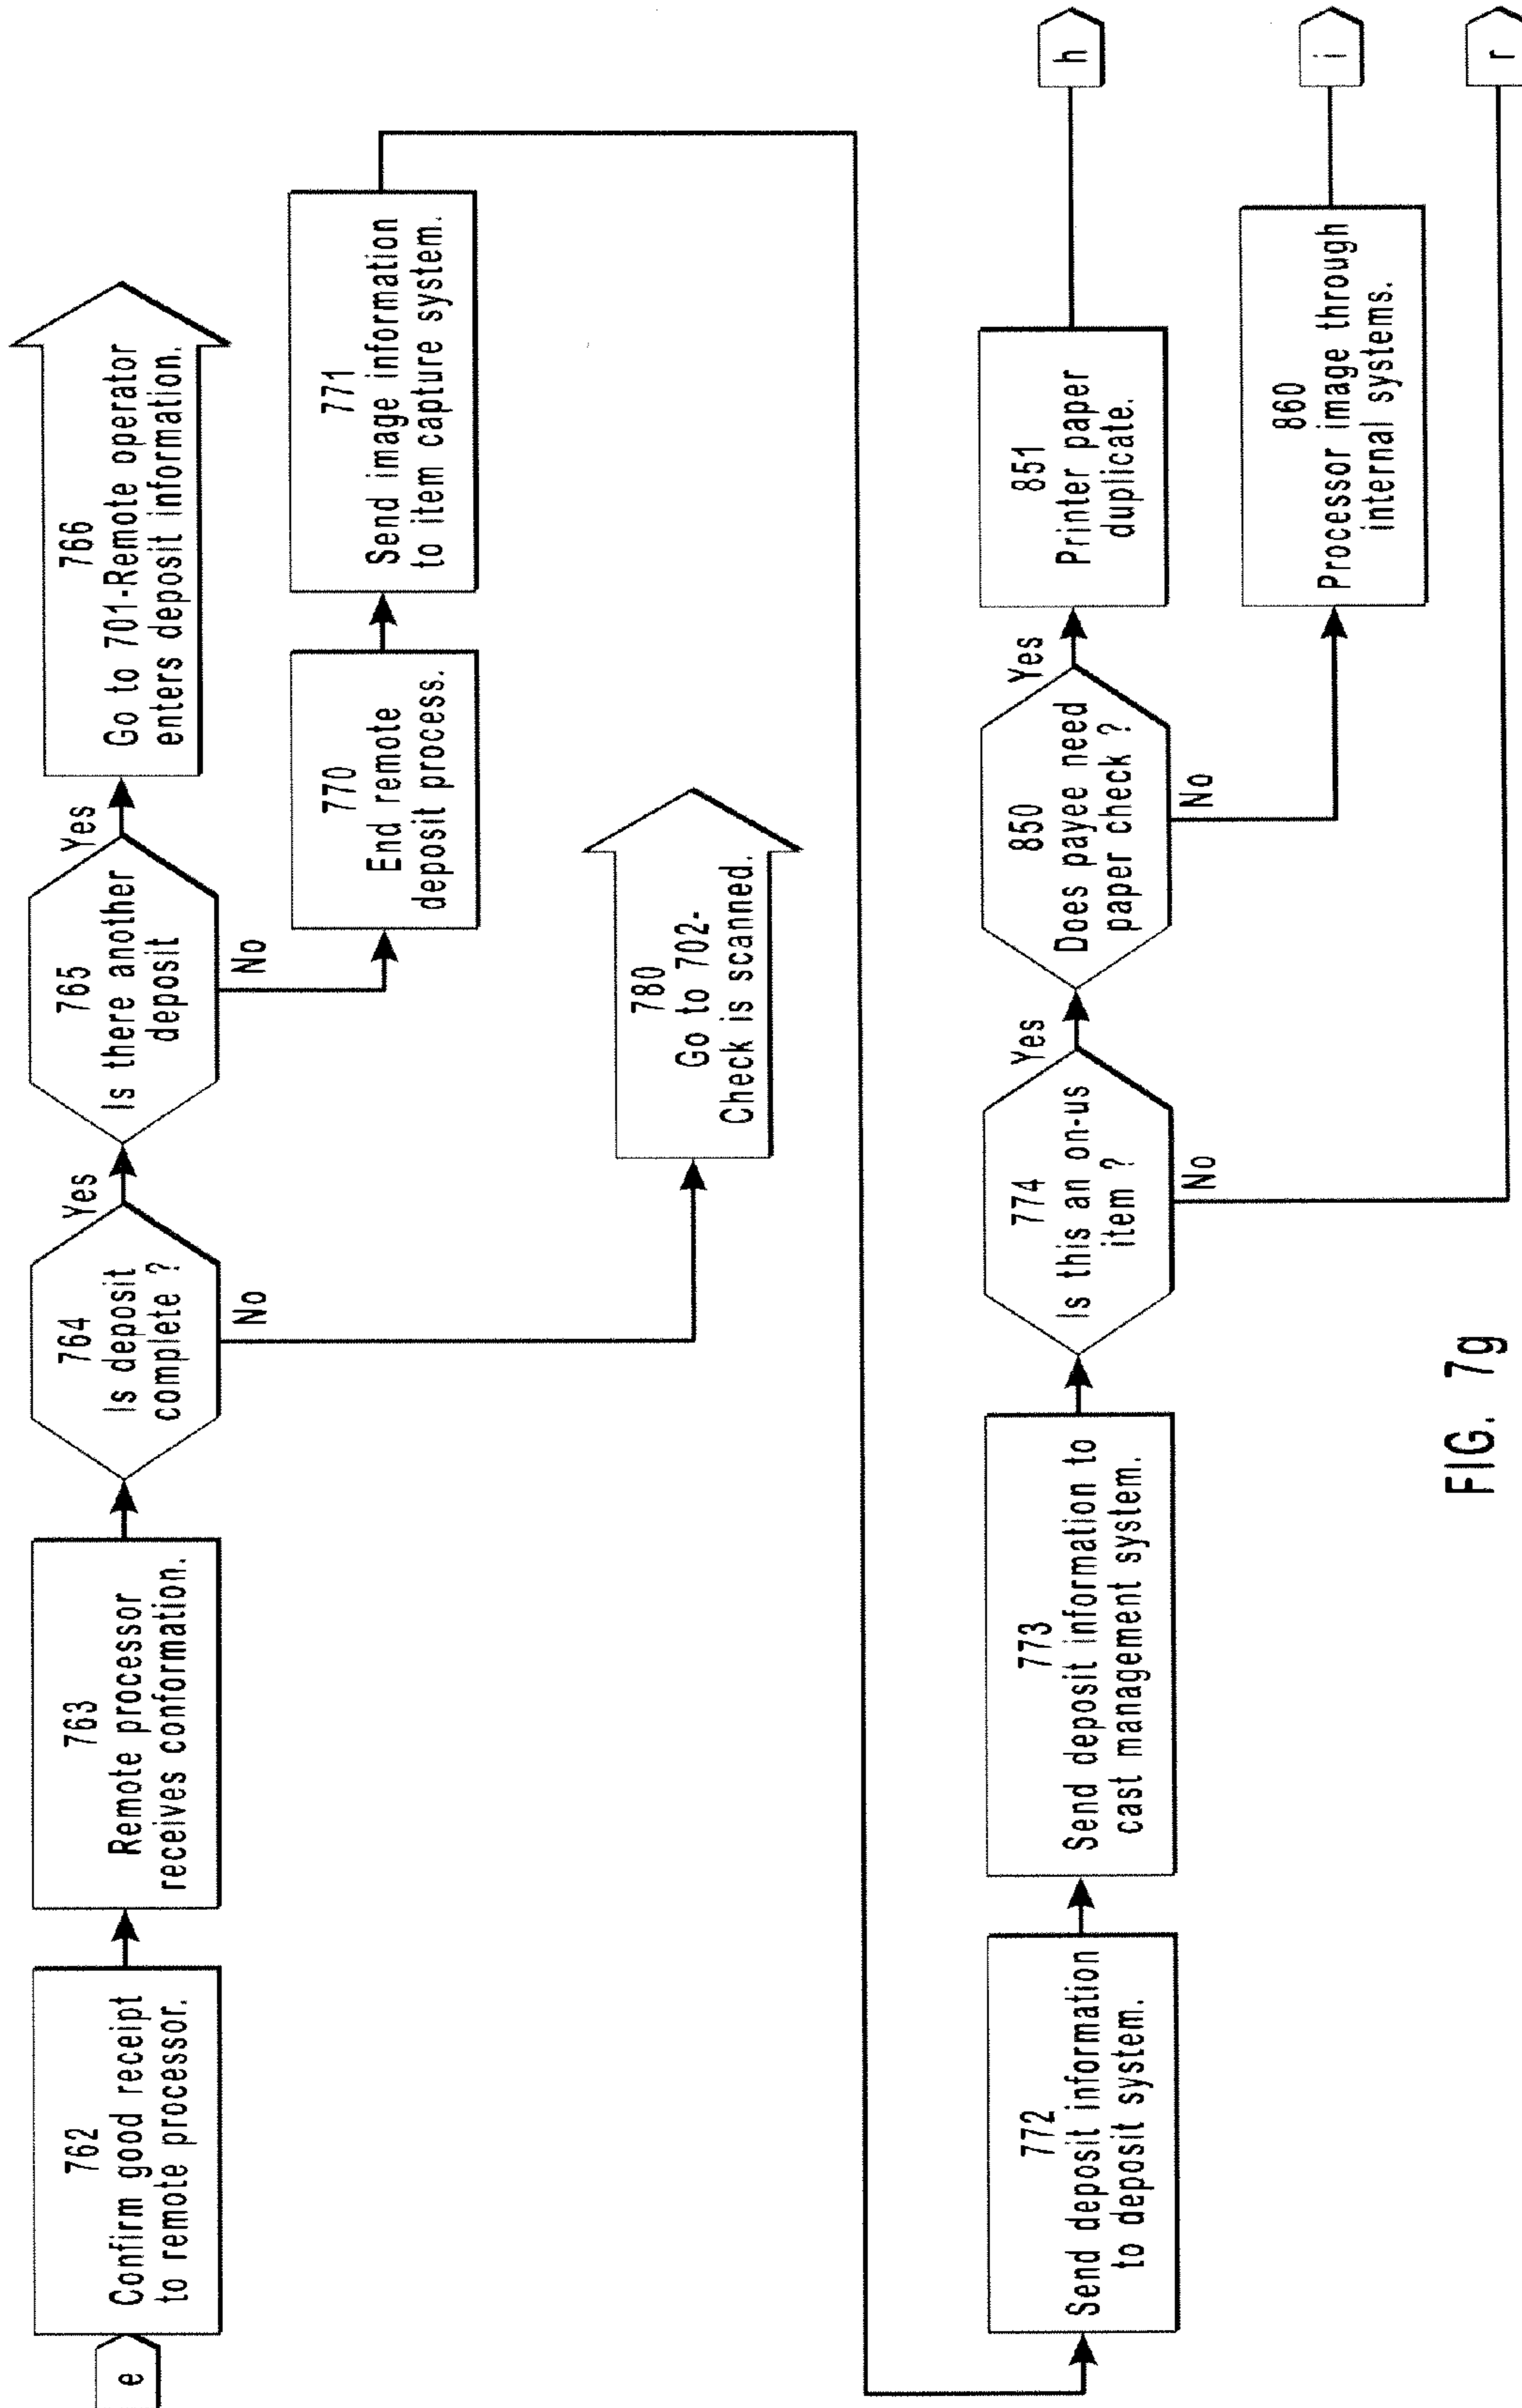 e
762
Confirm good receipt
to remote processor.
763
Remote processor
receives conformation.
764
Is deposit
complete ?
Yes
No
765
Is there another
deposit
Yes
No
766
Go to 701-Remote operator
enters deposit information.
770
End remote
deposit process.
771
Send image information
to item capture system.
780
Go to 702-
Check is scanned.
772
Send deposit information
to deposit system.
773
Send deposit information to
cast management system.
774
Is this an on-us
item ?
Yes
No
850
Does payee need
paper check ?
Yes
No
851
Printer paper
duplicate.
h
860
Processor image through
internal systems.
i
r
FIG. 7g